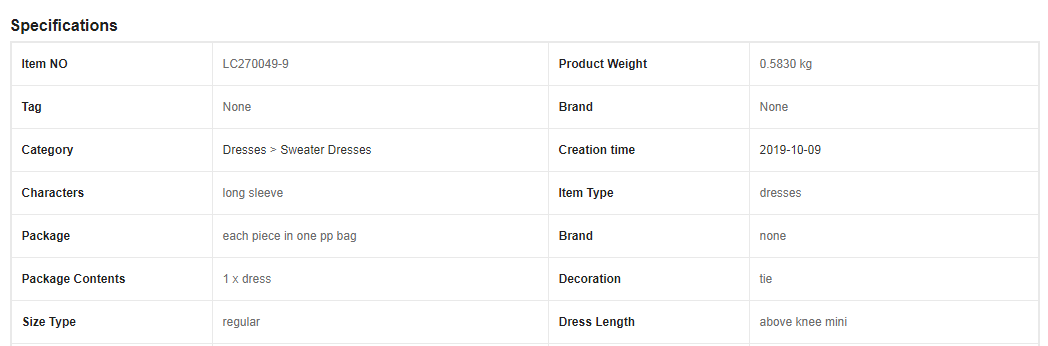 Specifications
Item NO LC270049-9 Product Weight 0.5830 kg
Tag None Brand None
Category Dresses > Sweater Dresses Creation time 2019-10-09
Characters long sleeve Item Type dresses
Package each piece in one pp bag Brand none
Package Contents 1 x dress Decoration tie
Size Type regular Dress Length above knee mini